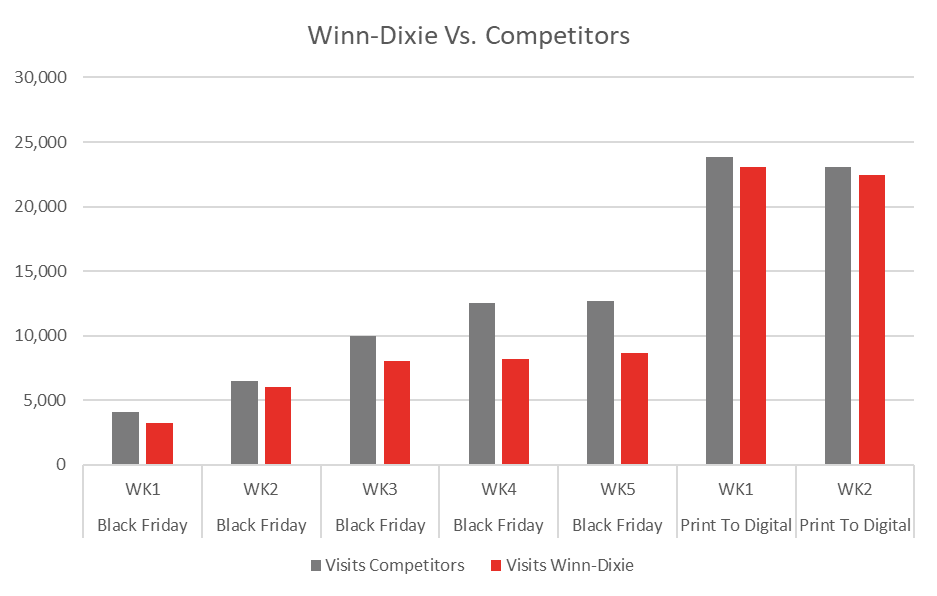 Winn-Dixie Vs. Competitors
30,000
25,000
20,000
15,000
10,000
5,000
0
WK1 WK2 WK3 WK4 WK5 WK1 WK2
Black Friday Black Friday Black Friday Black Friday Black Friday Print To Digital Print To Digital
Visits Competitors Visits Winn-Dixie